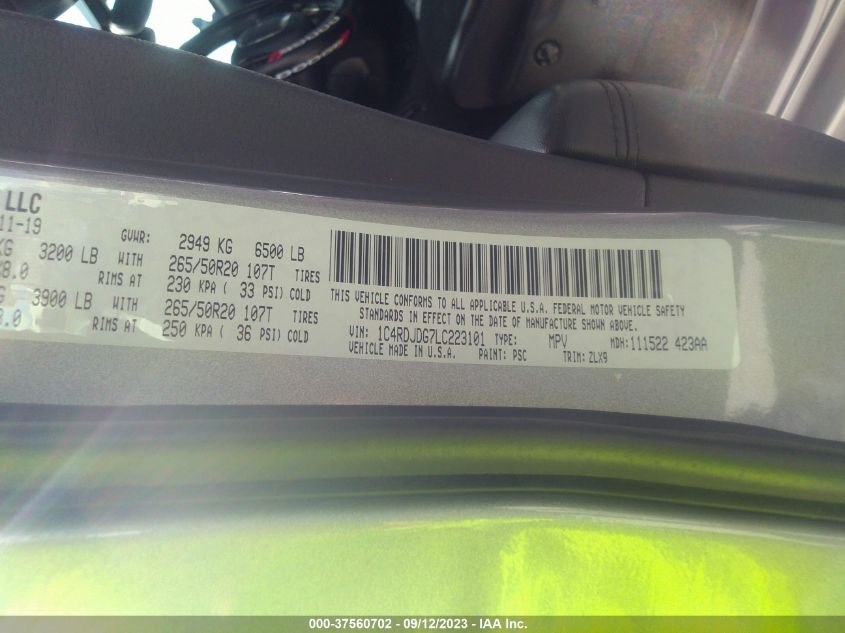 LLC
11-19
GVWR: 2949 KG 6500 LB
KG 3200 LB WITH 265/50R20 107T TIRES
8.0 RIMS AT 230 KPA ( 33 PSI) COLD
3900 LB WITH 265/50R20 107T TIRES
.0 RIMS AT 250 KPA ( 36 PSI) COLD
THIS VEHICLE CONFORMS TO ALL APPLICABLE U.S.A. FEDERAL MOTOR VEHICLE SAFETY
STANDARDS IN EFFECT ON THE DATE OF MANUFACTURE SHOWN ABOVE.
VIN: 1C4RDJDG7LC223101 TYPE: MPV MDH: 111522 423AA
VEHICLE MADE IN U.S.A. PAINT: PSC TRIM: ZLX9
000-37560702 - 09/12/2023 - IAA Inc.